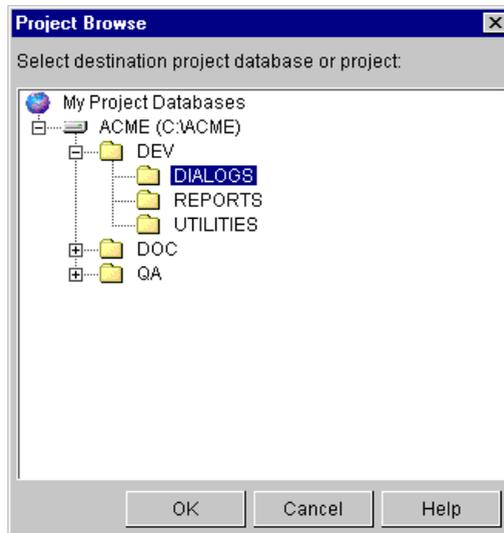 Project Browse
Select destination project database or project:
My Project Databases
ACME (C:\ACME)
DEV
DIALOGS
REPORTS
UTILITIES
DOC
QA
OK Cancel Help